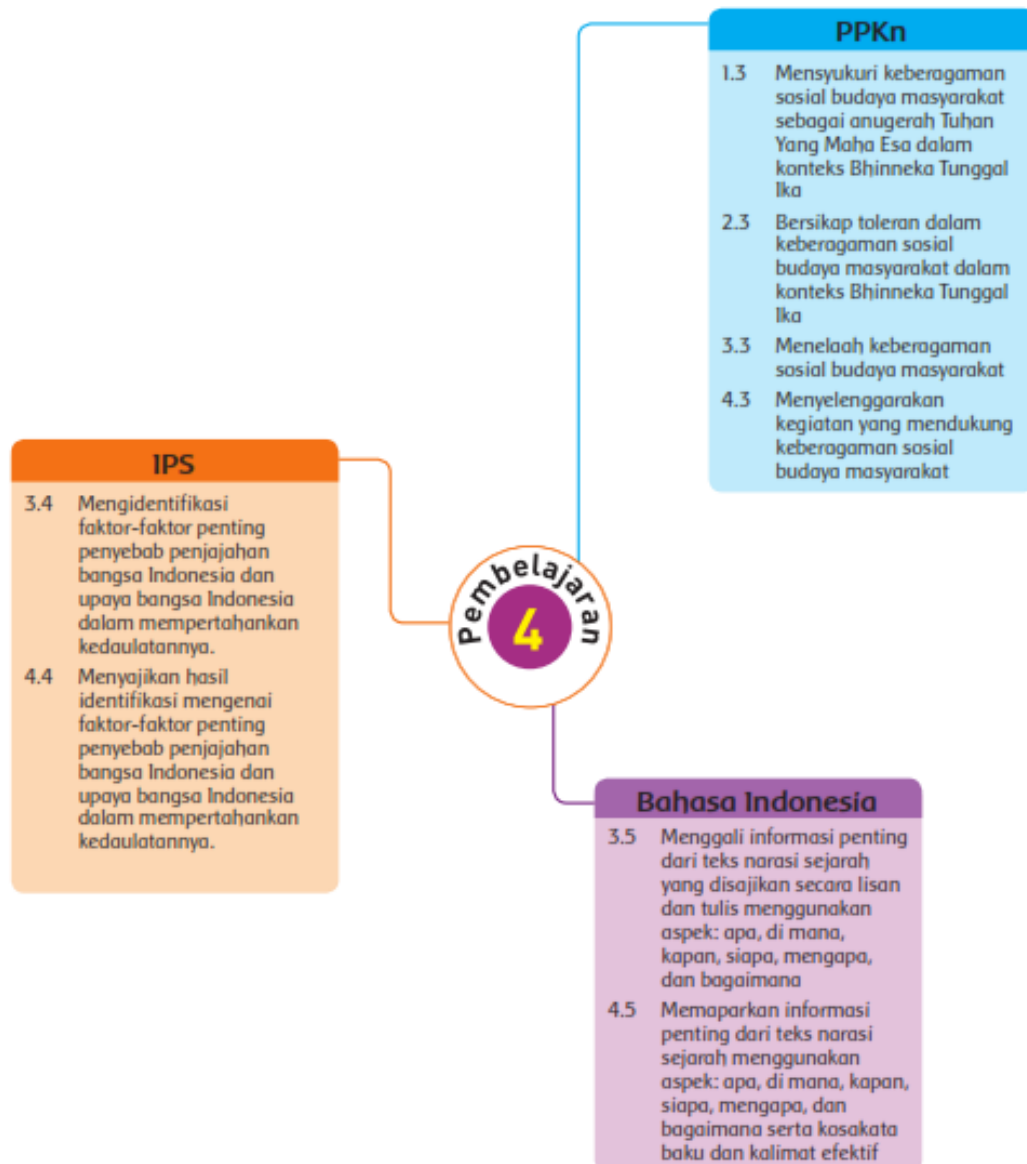 PPKn
1.3 Mensyukuri keberagaman
sosial budaya masyarakat
sebagai anugerah Tuhan
Yang Maha Esa dalam
konteks Bhinneka Tunggal
Ika
2.3 Bersikap toleran dalam
keberagaman sosial
budaya masyarakat dalam
konteks Bhinneka Tunggal
Ika
3.3 Menelaah keberagaman
sosial budaya masyarakat
4.3 Menyelenggarakan
kegiatan yang mendukung
keberagaman sosial
budaya masyarakat
IPS
3.4 Mengidentifikasi
faktor-faktor penting
penyebab penjajahan
bangsa Indonesia dan
upaya bangsa Indonesia
dalam mempertahankan
kedaulatannya.
4.4 Menyajikan hasil
identifikasi mengenai
faktor-faktor penting
penyebab penjajahan
bangsa Indonesia dan
upaya bangsa Indonesia
dalam mempertahankan
kedaulatannya.
Pembelajaran
4
Bahasa Indonesia
3.5 Menggali informasi penting
dari teks narasi sejarah
yang disajikan secara lisan
dan tulis menggunakan
aspek: apa, di mana,
kapan, siapa, mengapa,
dan bagaimana
4.5 Memaparkan informasi
penting dari teks narasi
sejarah menggunakan
aspek: apa, di mana, kapan,
siapa, mengapa, dan
bagaimana serta kosakata
baku dan kalimat efektif